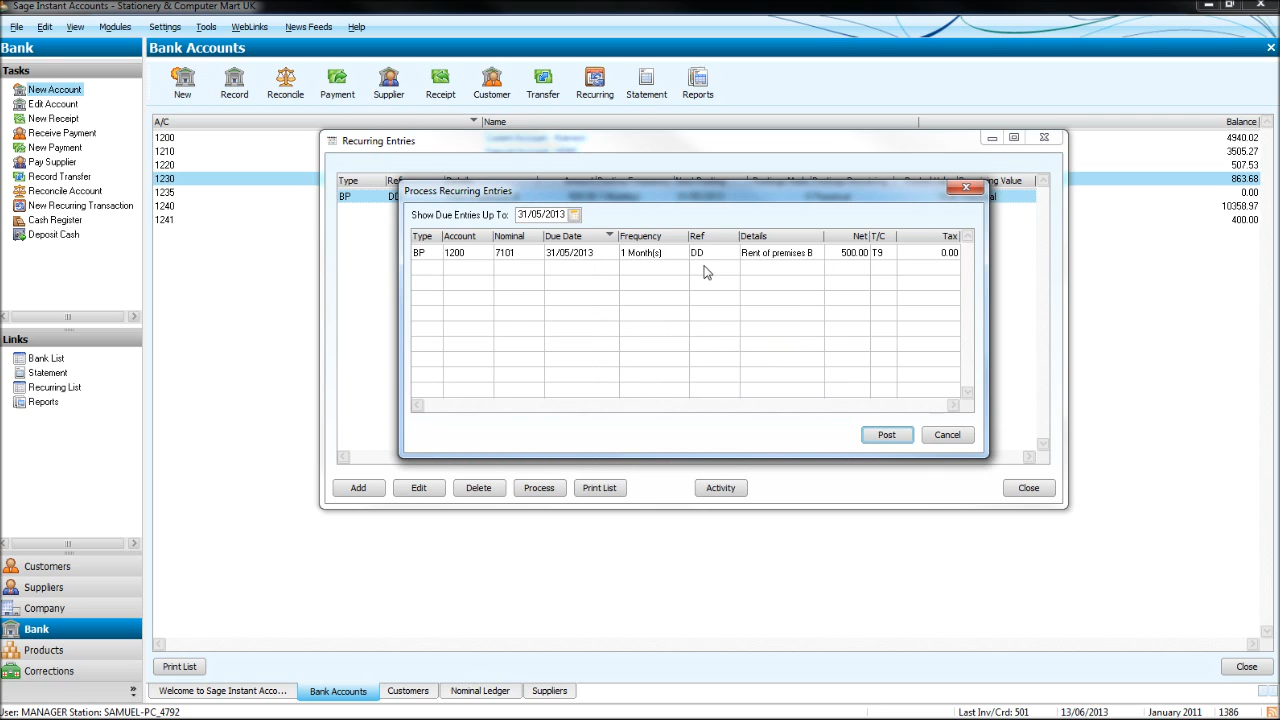 Sage Instant Accounts - Stationery & Computer Mart UK
File Edit View Modules Settings Tools WebLinks News Feeds Help
Bank
Bank Accounts
Tasks
New Account
Edit Account
New Receipt
Receive Payment
New Payment
Pay Supplier
Record Transfer
Reconcile Account
New Recurring Transaction
Cash Register
Deposit Cash
New Record Reconcile Payment Supplier Receipt Customer Transfer Recurring Statement Reports
A/C Name Balance
1200 4940.02
1210 3505.27
1220 507.53
1230 863.68
1235 0.00
1240 10358.97
1241 400.00
Recurring Entries
Type Value
BP
Process Recurring Entries
Show Due Entries Up To: 31/05/2013
Type Account Nominal Due Date Frequency Ref Details Net T/C Tax
BP 1200 7101 31/05/2013 1 Month(s) DD Rent of premises B 500.00 T9 0.00
Post Cancel
Add Edit Delete Process Print List Activity Close
Links
Bank List
Statement
Recurring List
Reports
Customers
Suppliers
Company
Bank
Products
Corrections
Print List Close
Welcome to Sage Instant Acco... Bank Accounts Customers Nominal Ledger Suppliers
User: MANAGER Station: SAMUEL-PC_4792 Last Inv/Crd: 501 13/06/2013 January 2011 1386